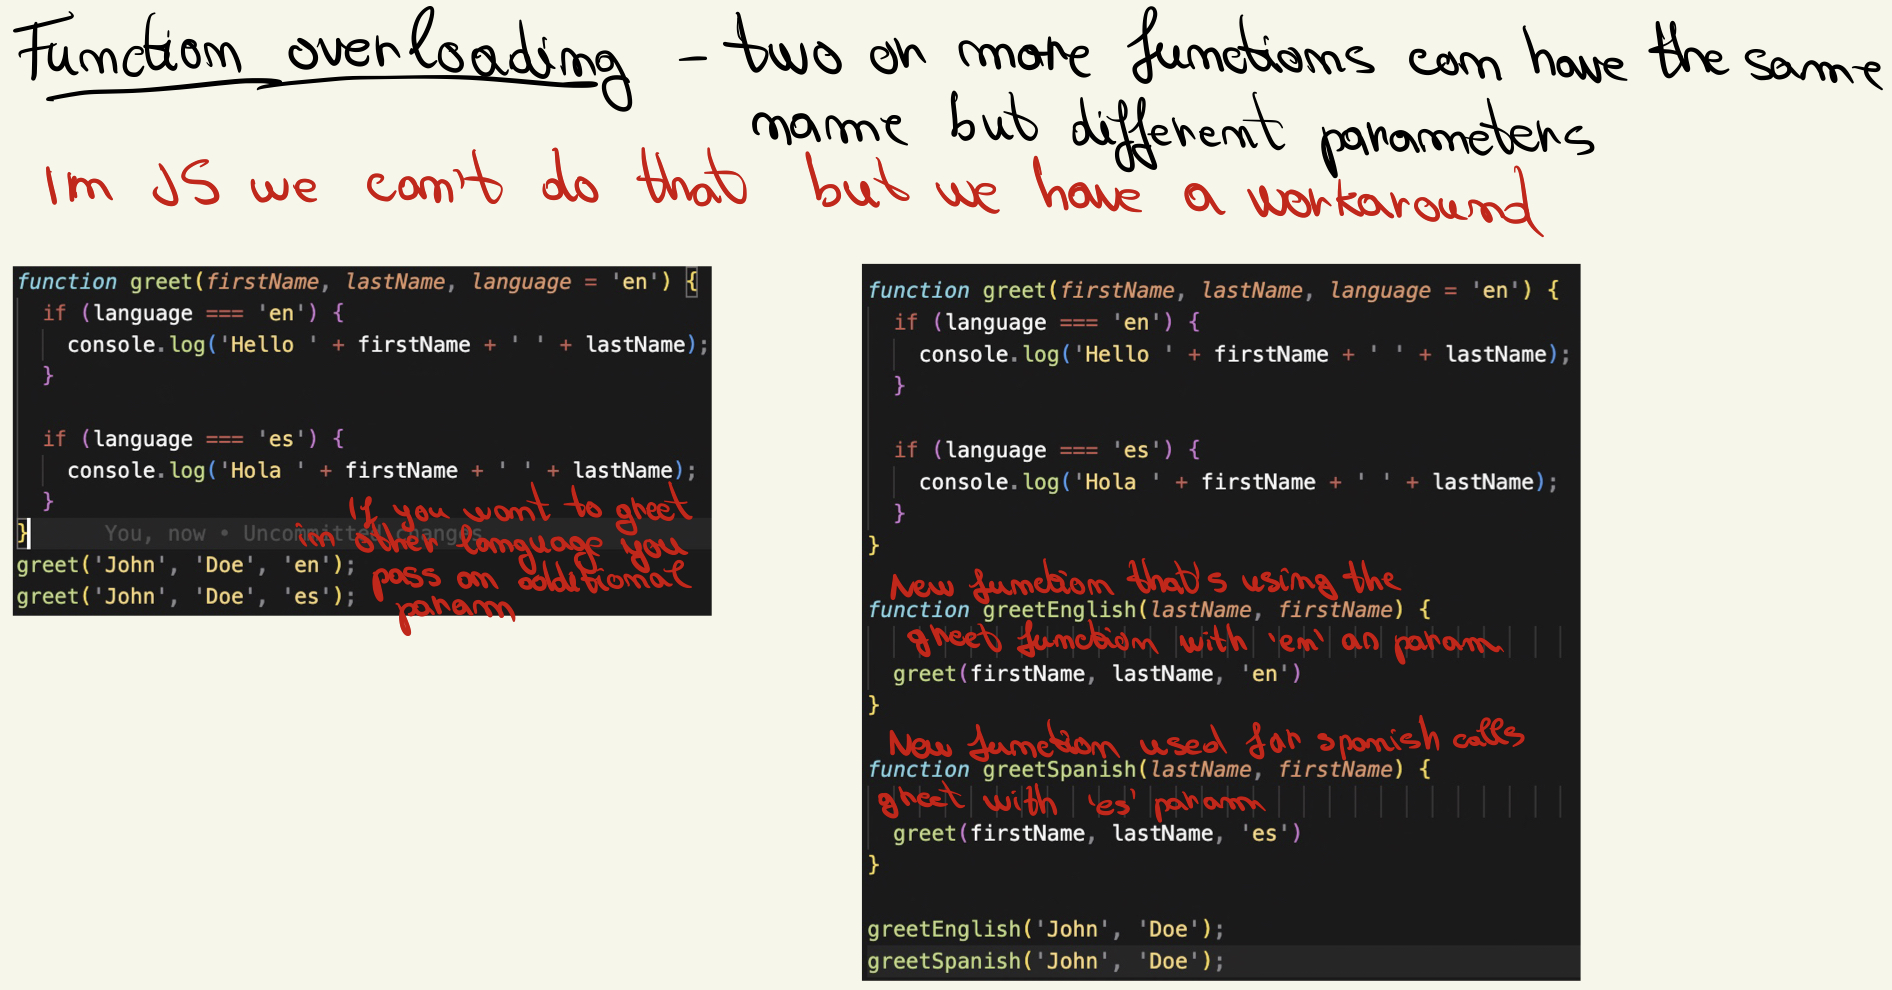 Function overloading - two or more functions can have the same
name but different parameters
In JS we can't do that but we have a workaround
function greet(firstName, lastName, language = 'en') {
if (language === 'en') {
console.log('Hello ' + firstName + ' ' + lastName);
}
if (language === 'es') {
console.log('Hola ' + firstName + ' ' + lastName);
}
}
You, now • Uncommitted changes
If you want to greet
in other language you
pass an additional
param
greet('John', 'Doe', 'en');
greet('John', 'Doe', 'es');
function greet(firstName, lastName, language = 'en') {
if (language === 'en') {
console.log('Hello ' + firstName + ' ' + lastName);
}
if (language === 'es') {
console.log('Hola ' + firstName + ' ' + lastName);
}
}
New function that's using the
function greetEnglish(lastName, firstName) {
greet function with 'en' as param
greet(firstName, lastName, 'en')
}
New function used for spanish calls
function greetSpanish(lastName, firstName) {
greet with 'es' param
greet(firstName, lastName, 'es')
}
greetEnglish('John', 'Doe');
greetSpanish('John', 'Doe');